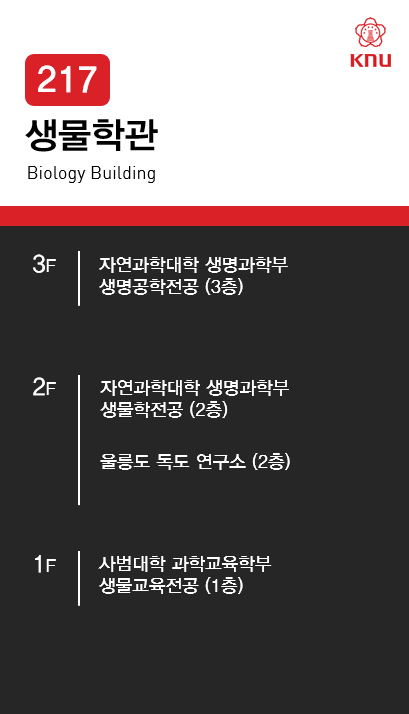 KNU
217
생물학관
Biology Building
3F
자연과학대학 생명과학부
생명공학전공 (3층)
2F
자연과학대학 생명과학부
생물학전공 (2층)
울릉도 독도 연구소 (2층)
1F
사범대학 과학교육학부
생물교육전공 (1층)